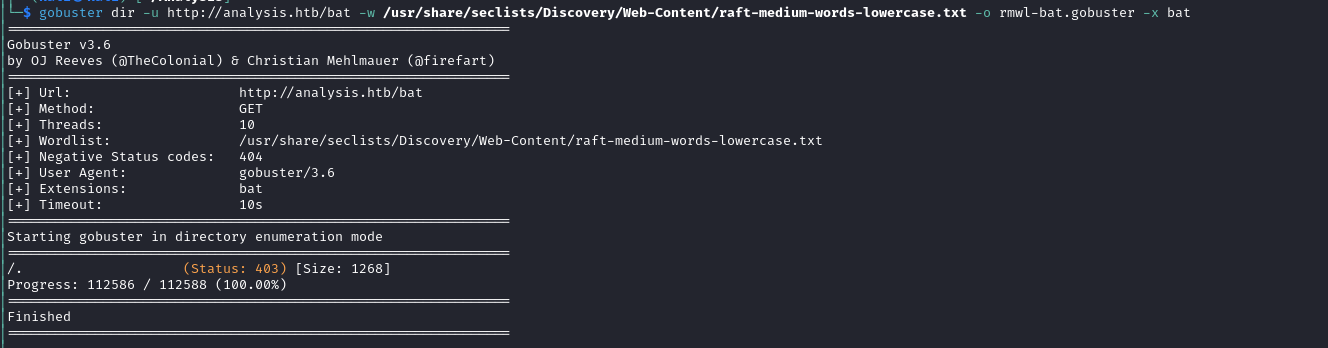 └─$ gobuster dir -u http://analysis.htb/bat -w /usr/share/seclists/Discovery/Web-Content/raft-medium-words-lowercase.txt -o rmwl-bat.gobuster -x bat
===============================================================
Gobuster v3.6
by OJ Reeves (@TheColonial) & Christian Mehlmauer (@firefart)
===============================================================
[+] Url:                     http://analysis.htb/bat
[+] Method:                  GET
[+] Threads:                 10
[+] Wordlist:                /usr/share/seclists/Discovery/Web-Content/raft-medium-words-lowercase.txt
[+] Negative Status codes:   404
[+] User Agent:              gobuster/3.6
[+] Extensions:              bat
[+] Timeout:                 10s
===============================================================
Starting gobuster in directory enumeration mode
===============================================================
/.                    (Status: 403) [Size: 1268]
Progress: 112586 / 112588 (100.00%)
===============================================================
Finished
===============================================================